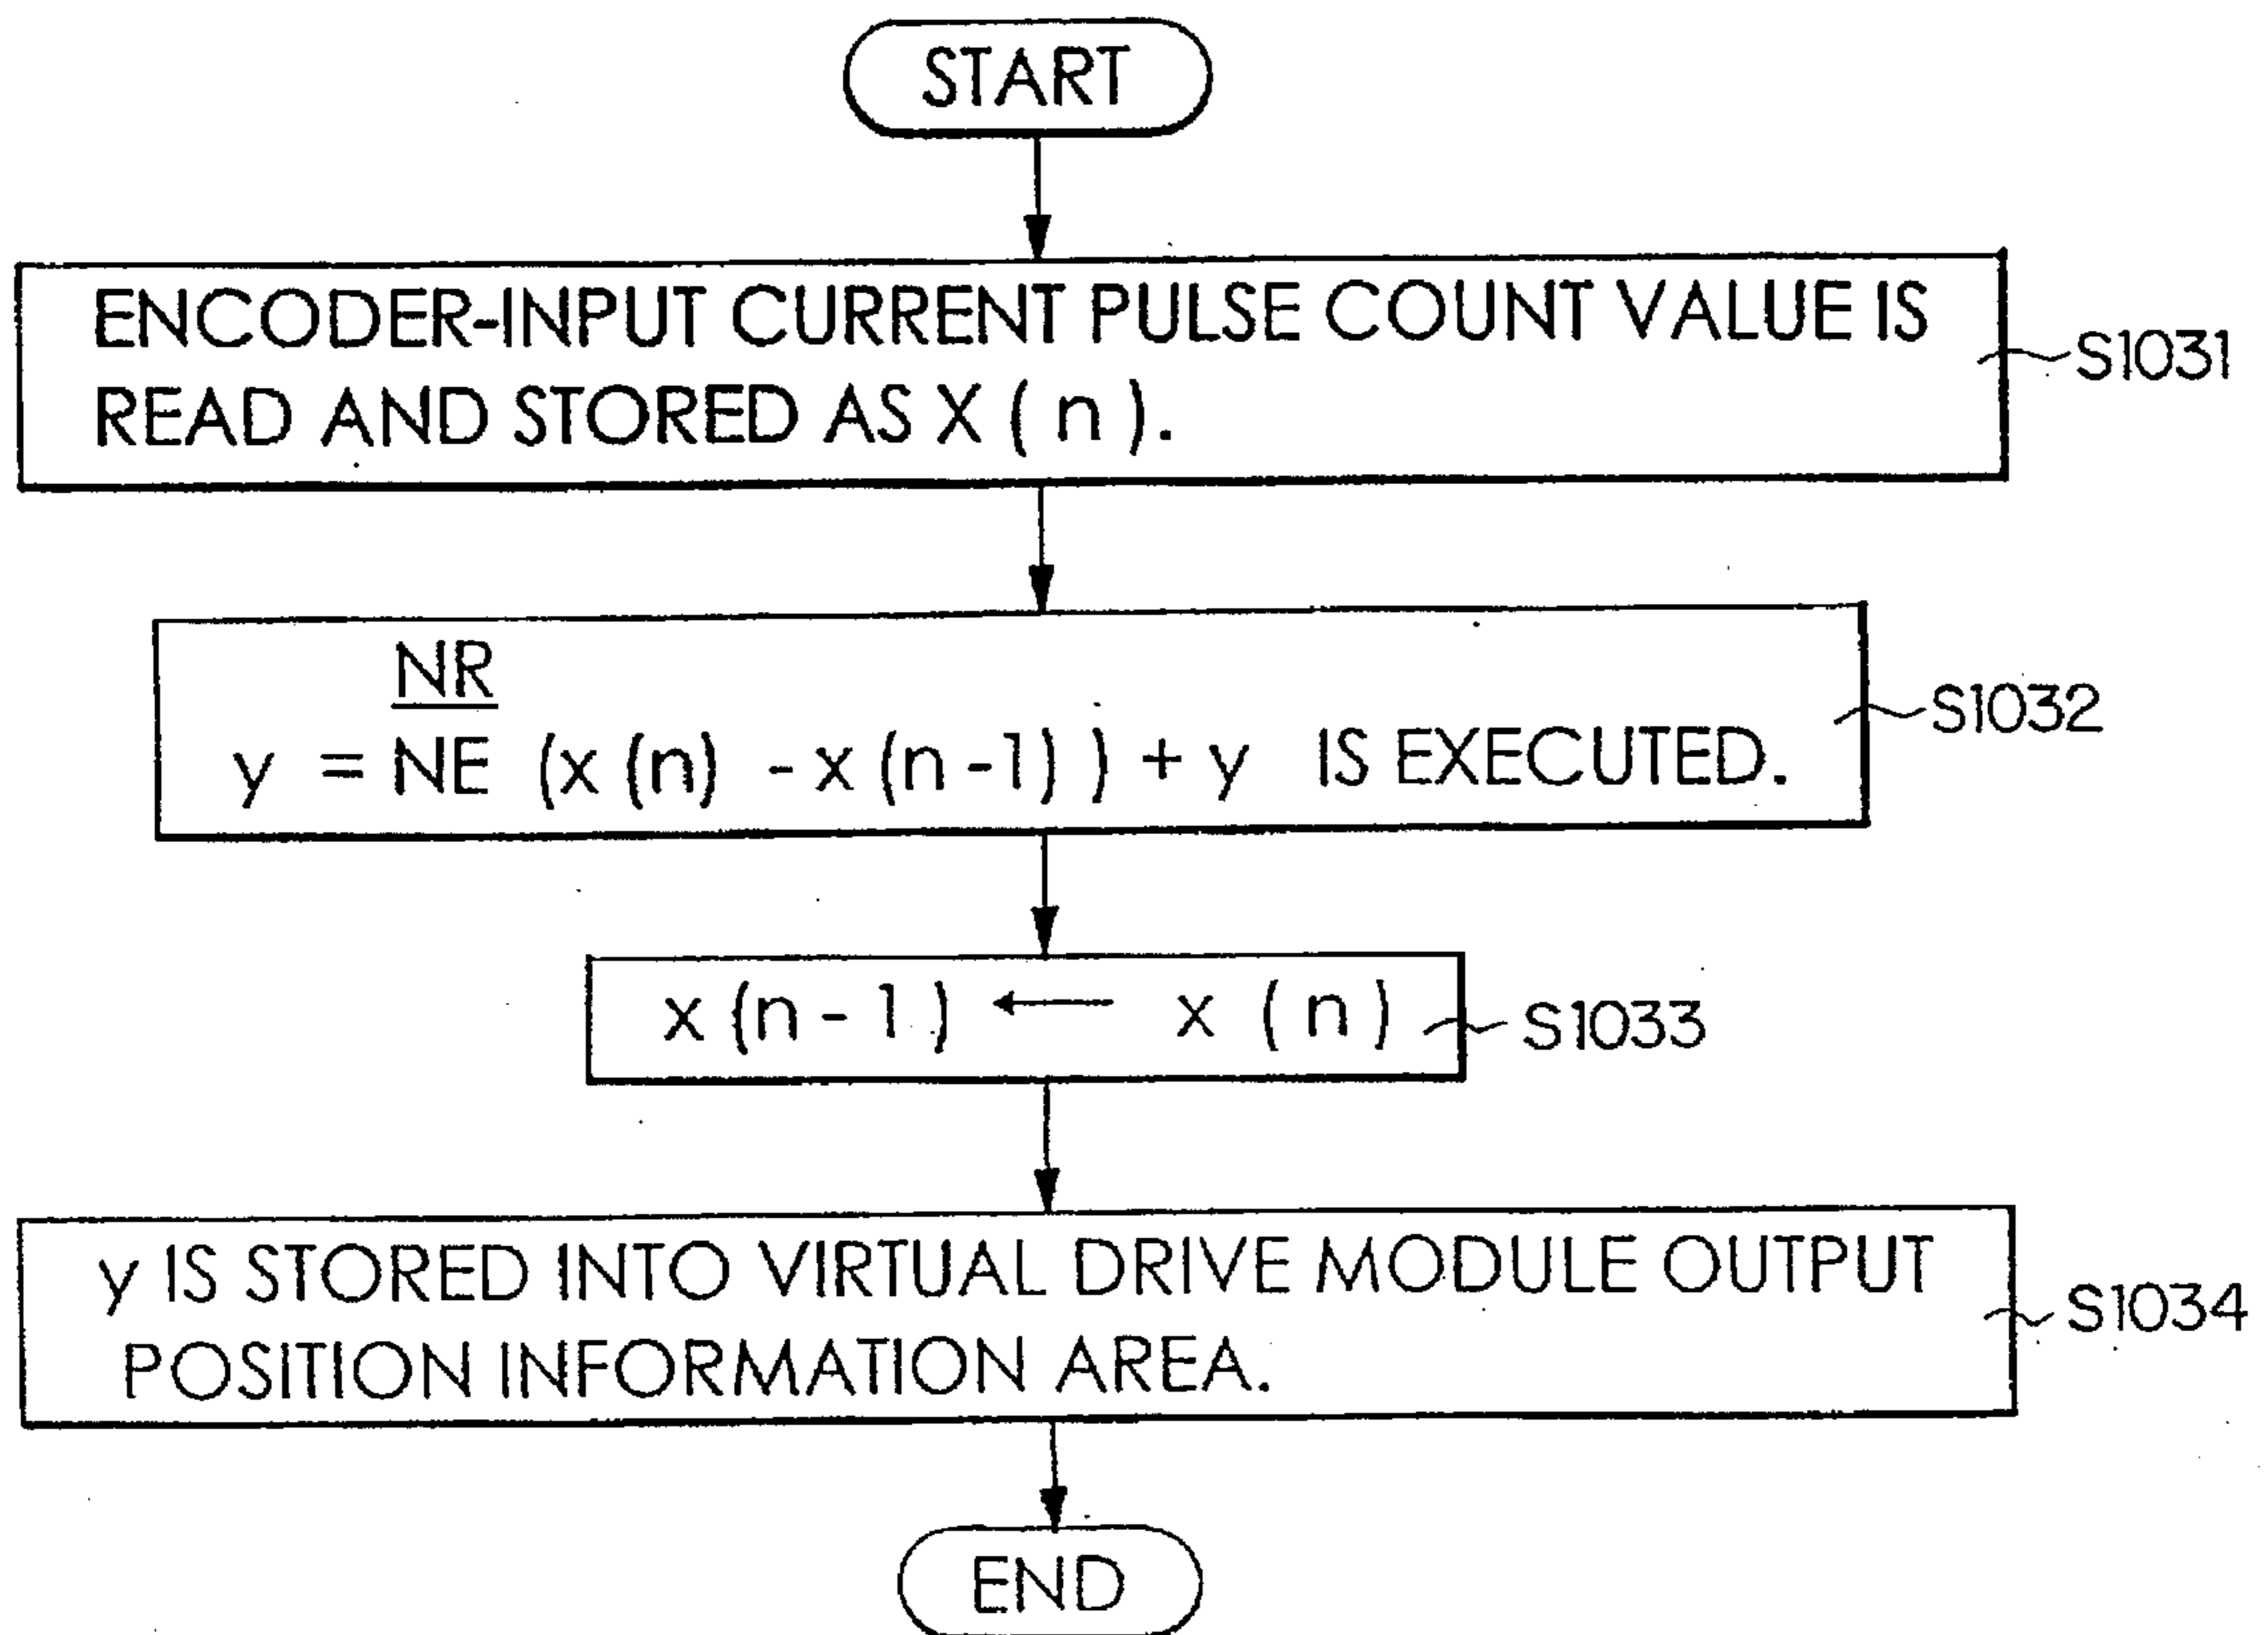 START
ENCODER-INPUT CURRENT PULSE COUNT VALUE IS
READ AND STORED AS X ( n ).
S1031
NR
y = NE (x (n) - x (n -1) ) + y IS EXECUTED.
S1032
x (n - 1 ) ← x ( n )
S1033
y IS STORED INTO VIRTUAL DRIVE MODULE OUTPUT
POSITION INFORMATION AREA.
S1034
END